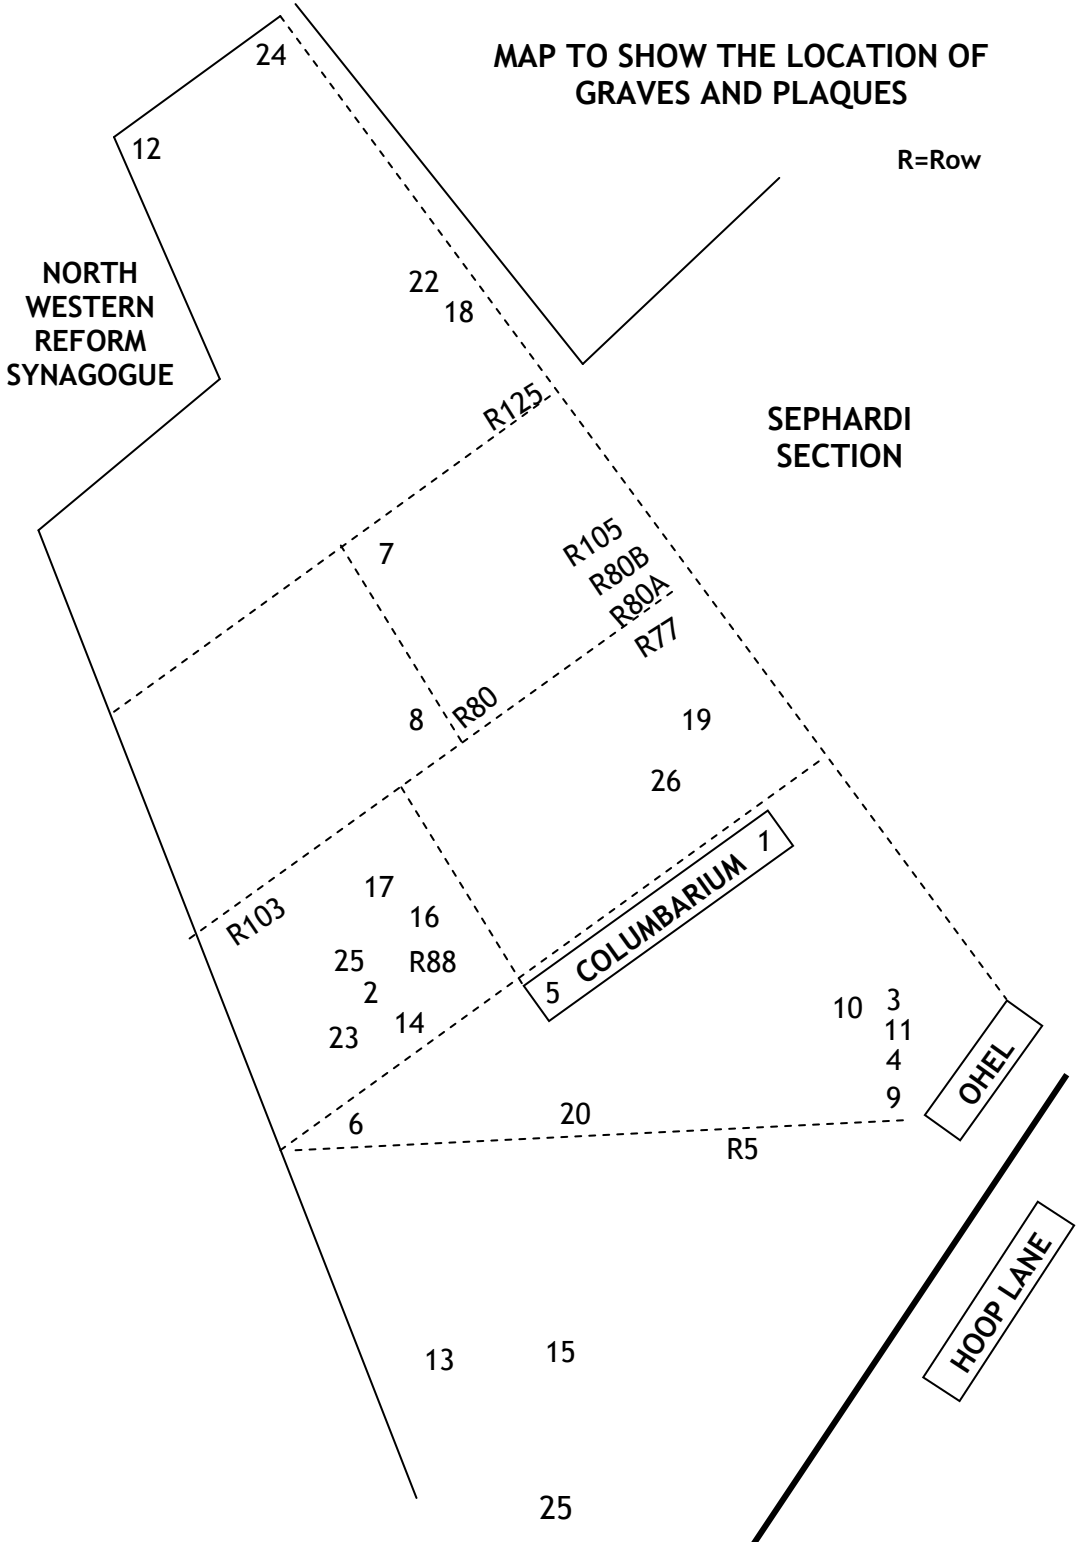 24
MAP TO SHOW THE LOCATION OF
GRAVES AND PLAQUES
12
R=Row
NORTH
WESTERN
REFORM
SYNAGOGUE
22
18
R125
SEPHARDI
SECTION
7
R105
R80B
R80A
R77
8
R80
19
26
COLUMBARIUM
1
5
17
16
R103
25
R88
2
14
23
10
3
11
4
9
OHEL
6
20
R5
HOOP LANE
13
15
25